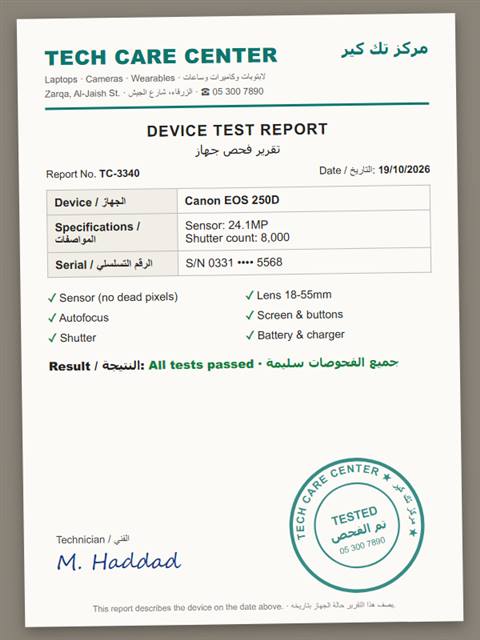 TECH CARE CENTER
مركز تك كير
Laptops · Cameras · Wearables · لابتوبات وكاميرات وساعات
Zarqa, Al-Jaish St. · الزرقاء، شارع الجيش · ☎ 05 300 7890
DEVICE TEST REPORT
تقرير فحص جهاز
Report No. TC-3340
Date / التاريخ: 19/10/2026
Device / الجهاز
Canon EOS 250D
Specifications / المواصفات
Sensor: 24.1MP
Shutter count: 8,000
Serial / الرقم التسلسلي
S/N 0331 •••• 5568
✓ Sensor (no dead pixels)
✓ Lens 18-55mm
✓ Autofocus
✓ Screen & buttons
✓ Shutter
✓ Battery & charger
Result / النتيجة: All tests passed · جميع الفحوصات سليمة
TECH CARE CENTER ★ مركز تك كير ★
TESTED
تم الفحص
05 300 7890
Technician / الفني
M. Haddad
This report describes the device on the date above. · يصف هذا التقرير حالة الجهاز بتاريخه.